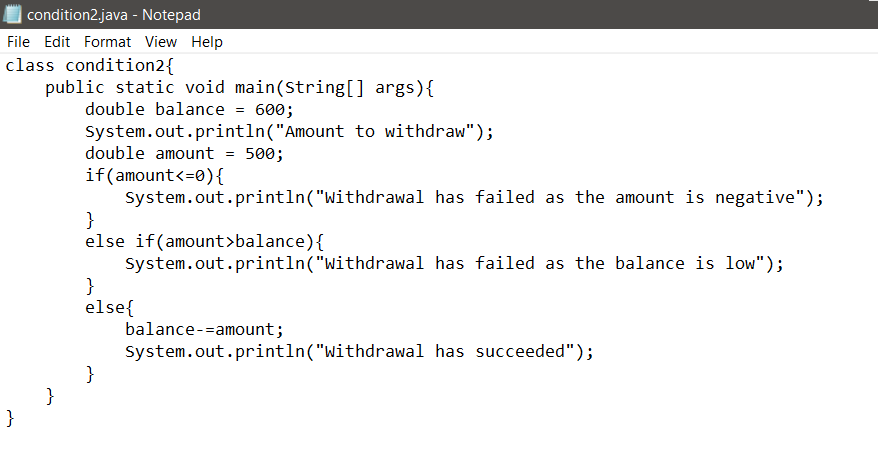 condition2.java - Notepad
File Edit Format View Help
class condition2{
    public static void main(String[] args){
        double balance = 600;
        System.out.println("Amount to withdraw");
        double amount = 500;
        if(amount<=0){
            System.out.println("Withdrawal has failed as the amount is negative");
        }
        else if(amount>balance){
            System.out.println("Withdrawal has failed as the balance is low");
        }
        else{
            balance-=amount;
            System.out.println("Withdrawal has succeeded");
        }
    }
}